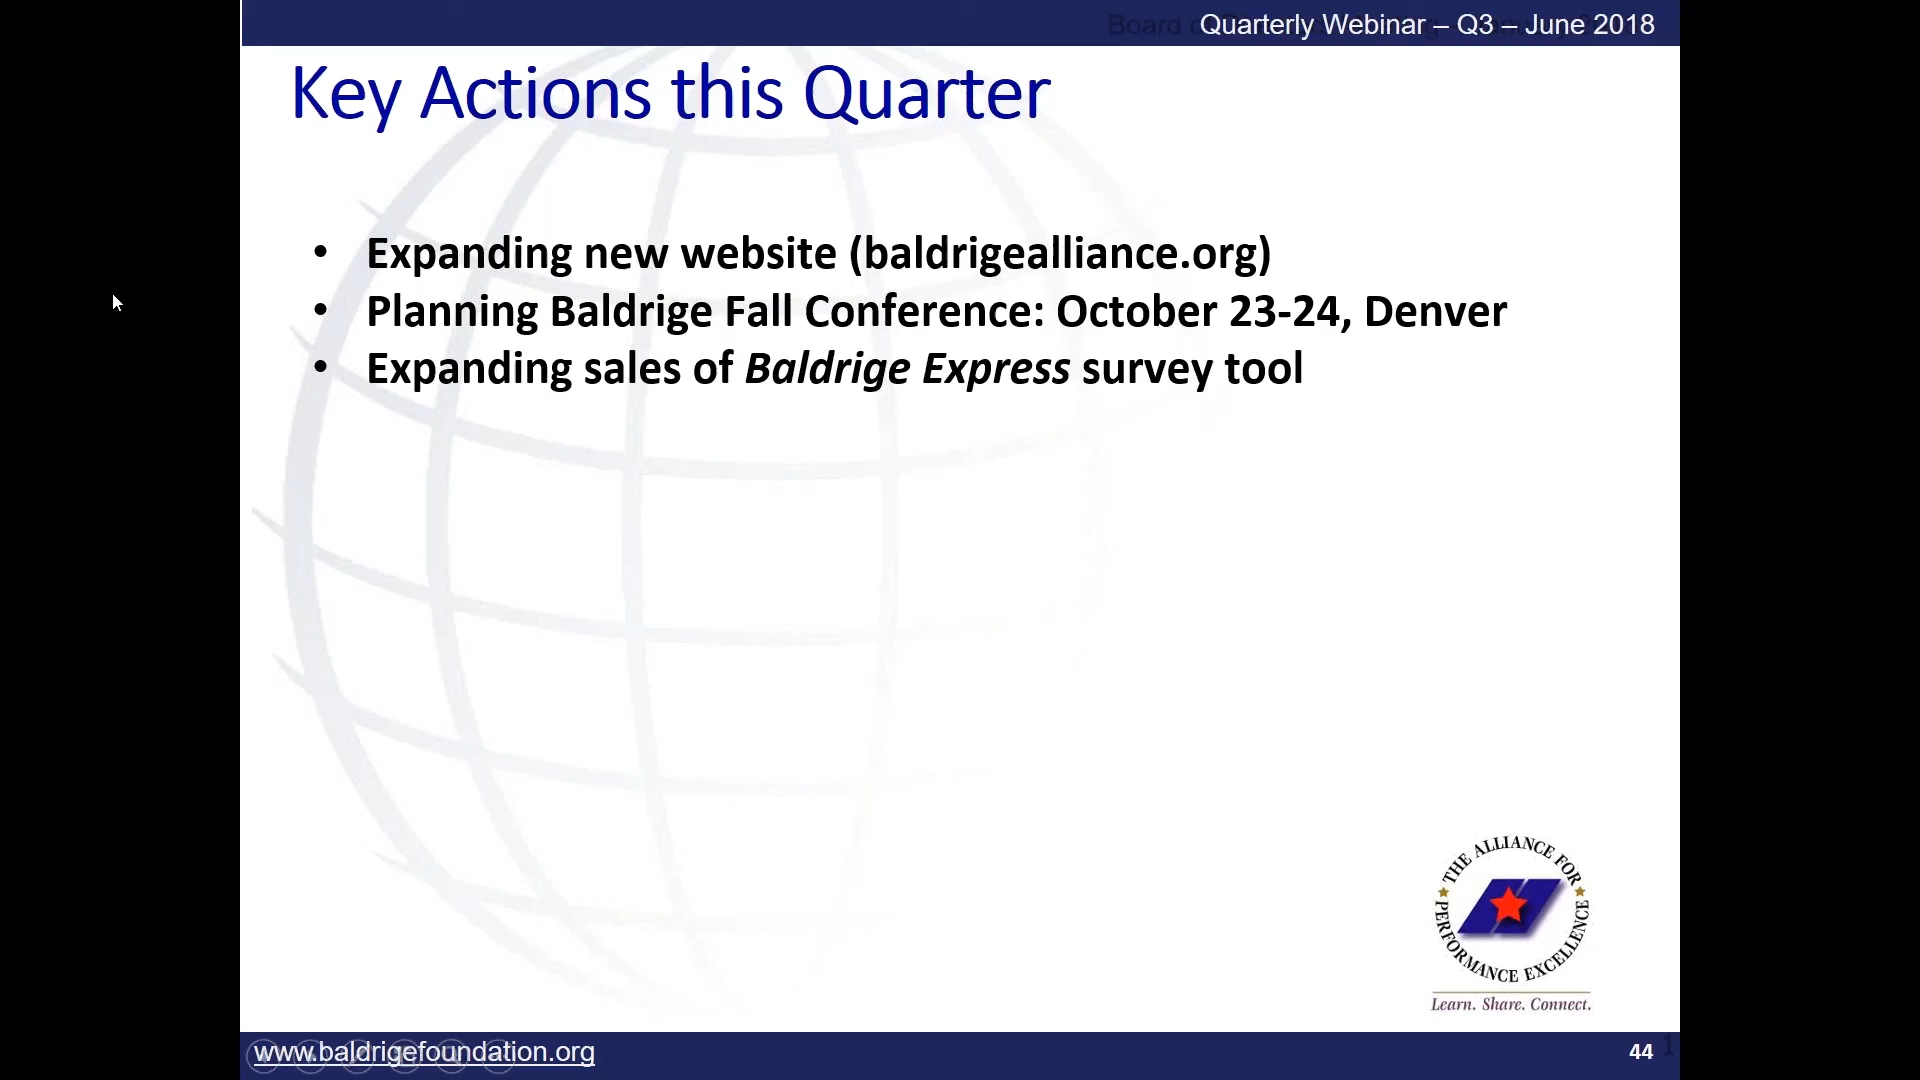 Quarterly Webinar – Q3 – June 2018
Key Actions this Quarter
• Expanding new website (baldrigealliance.org)
• Planning Baldrige Fall Conference: October 23-24, Denver
• Expanding sales of Baldrige Express survey tool
THE ALLIANCE FOR
PERFORMANCE EXCELLENCE
Learn. Share. Connect.
www.baldrigefoundation.org
44
1